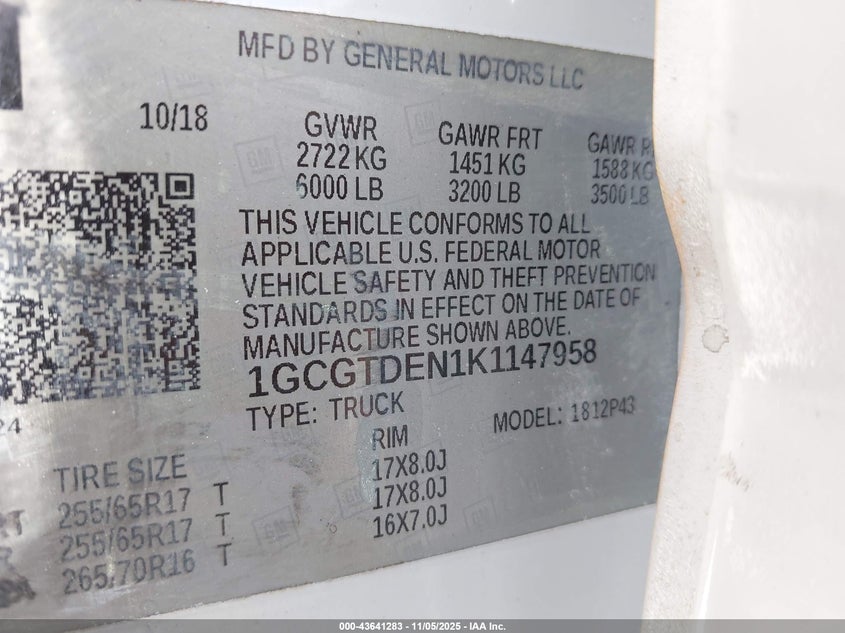 MFD BY GENERAL MOTORS LLC
10/18
GVWR
2722 KG
6000 LB
GAWR FRT
1451 KG
3200 LB
GAWR
1588 KG
3500 LB
THIS VEHICLE CONFORMS TO ALL
APPLICABLE U.S. FEDERAL MOTOR
VEHICLE SAFETY AND THEFT PREVENTION
STANDARDS IN EFFECT ON THE DATE OF
MANUFACTURE SHOWN ABOVE.
1GCGTDEN1K1147958
TYPE: TRUCK
MODEL: 1812P43
TIRE SIZE
RIM
255/65R17 T 17X8.0J
255/65R17 T 17X8.0J
265/70R16 T 16X7.0J
000-43641283 - 11/05/2025 - IAA Inc.